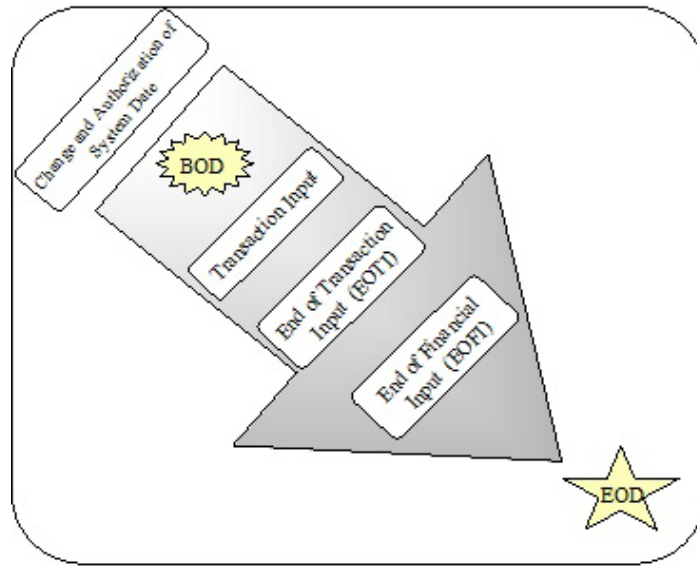 Change and Authorization of
System Date
BOD
Transaction Input
End of Transaction
Input (EOTI)
End of Financial
Input (EOFI)
EOD